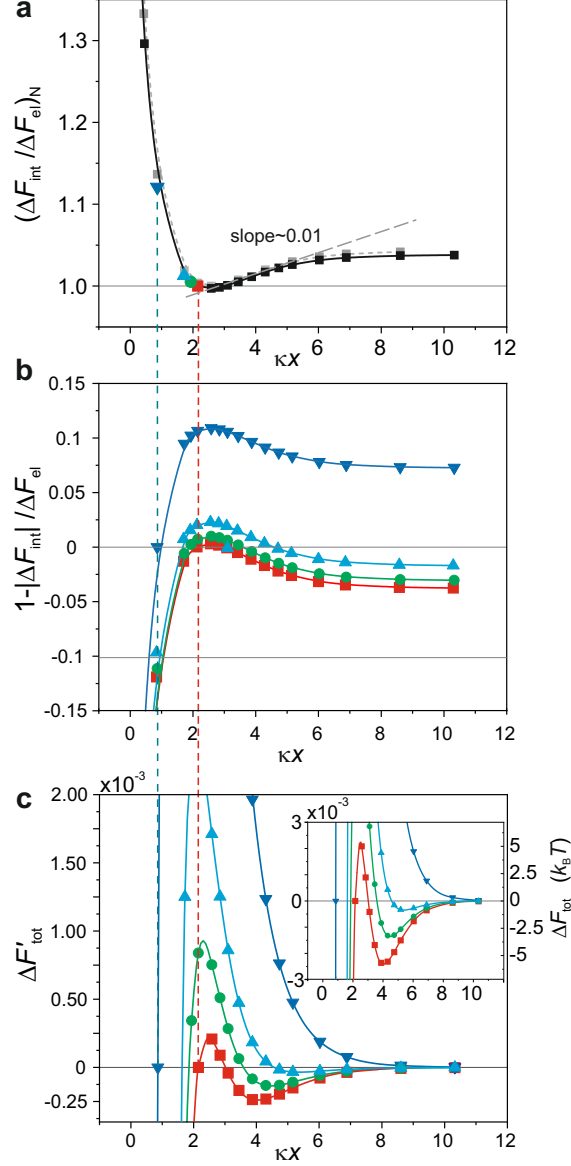 a
(ΔF_int /ΔF_el)_N
1.3
1.2
1.1
1.0
slope~0.01
0 2 4 6 8 10 12
κx
b
1-|ΔF_int| /ΔF_el
0.15
0.1
0.05
0
-0.05
-0.1
-0.15
0 2 4 6 8 10 12
κx
c
x10⁻³
ΔF′_tot
2.00
1.00
0.50
0
-0.25
0 2 4 6 8 10 12
κx
x10⁻³
3
0
-3
0 2 4 6 8 10
5
2.5
0
-2.5
-5
ΔF_tot (k_B T)